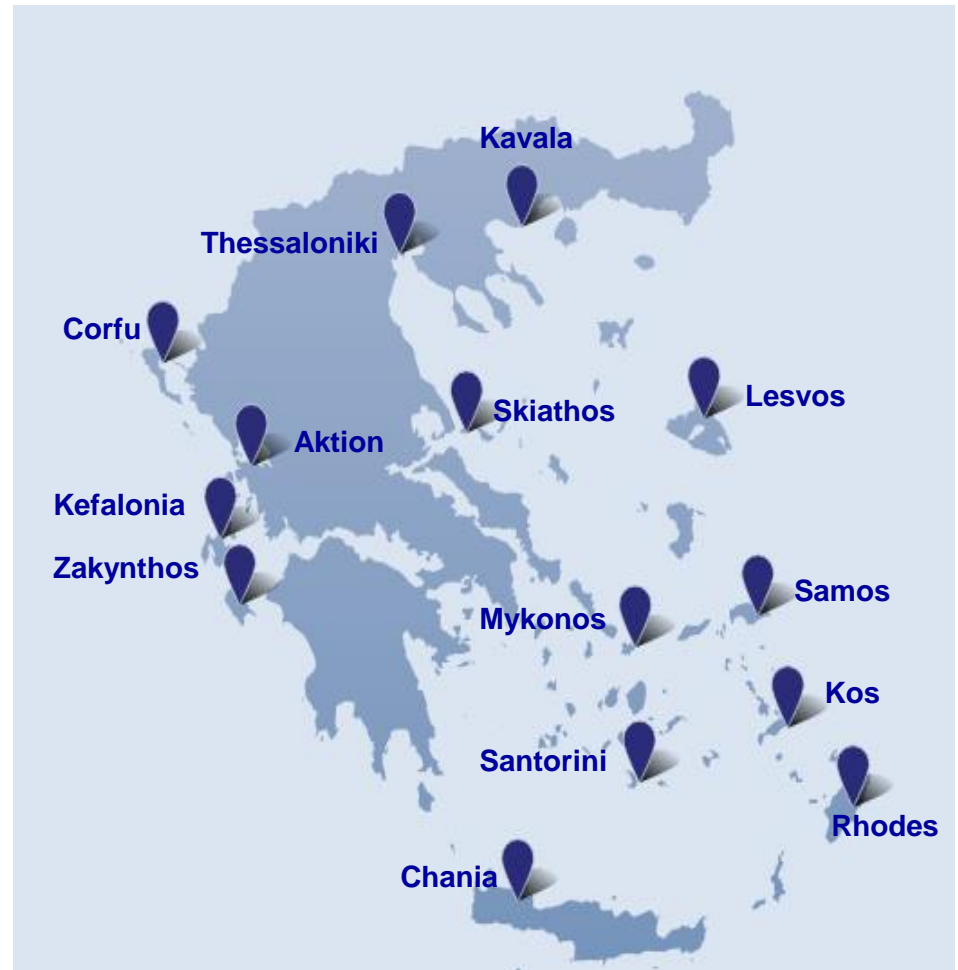 Kavala
Thessaloniki
Corfu
Lesvos
Skiathos
Aktion
Kefalonia
Zakynthos
Samos
Mykonos
Kos
Santorini
Rhodes
Chania